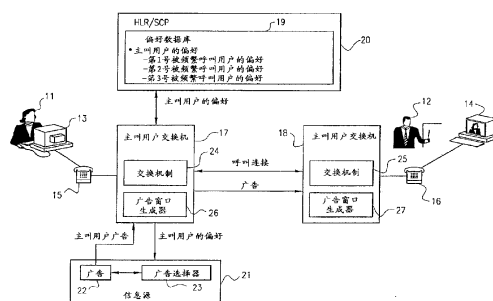 HLR/SCP
19
20
偏好数据库
•主叫用户的偏好
-第1号被频繁呼叫用户的偏好
-第2号被频繁呼叫用户的偏好
-第3号被频繁呼叫用户的偏好
11
13
15
主叫用户的偏好
主叫用户交换机
17
24
交换机制
广告窗口
生成器
26
呼叫连接
广告
18
主叫用户交换机
25
交换机制
广告窗口
生成器
27
12
14
16
主叫用户广告
主叫用户的偏好
21
广告
22
广告选择器
23
信息源